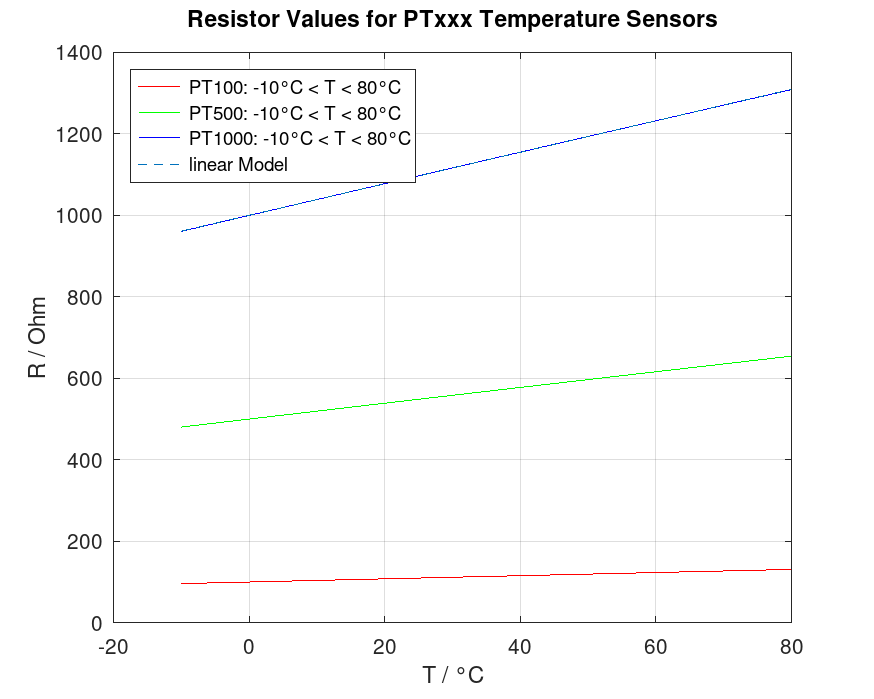 Resistor Values for PTxxx Temperature Sensors
1400
1200
1000
800
600
400
200
0
R / Ohm
PT100: -10°C < T < 80°C
PT500: -10°C < T < 80°C
PT1000: -10°C < T < 80°C
linear Model
-20 0 20 40 60 80
T / °C